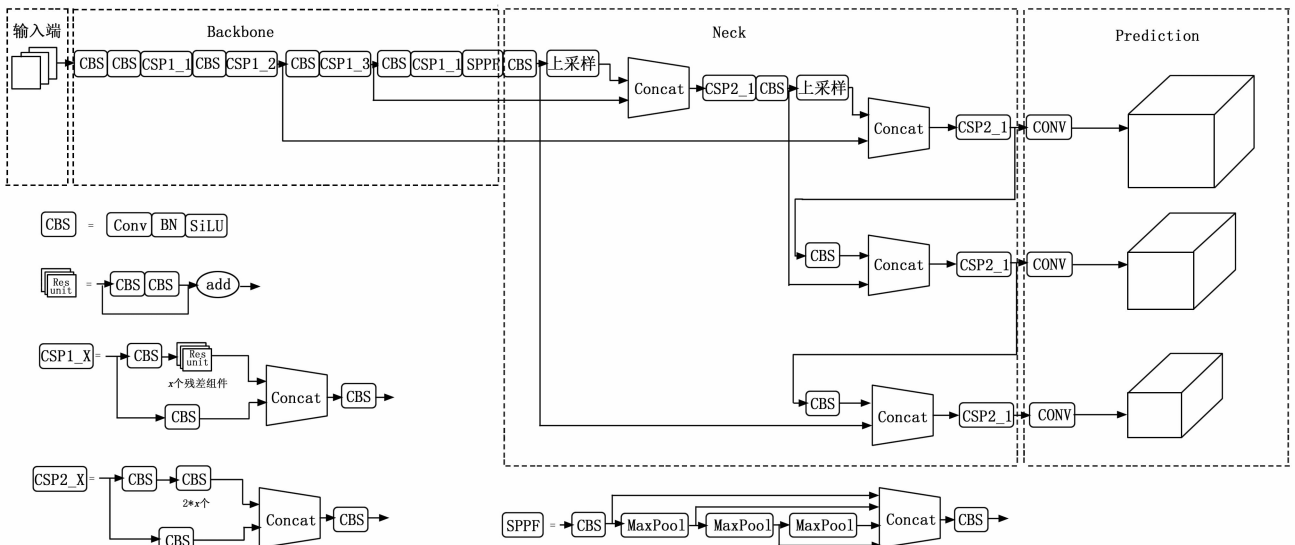 输入端
Backbone
Neck
Prediction
CBS CBS CSP1_1 CBS CSP1_2 CBS CSP1_3 CBS CSP1_1 SPPF CBS 上采样
Concat
CSP2_1 CBS 上采样
Concat
CSP2_1 CONV
CBS = Conv BN SiLU
CBS
Concat
CSP2_1 CONV
Res unit = CBS CBS add
CSP1_X = CBS Res unit
x个残差组件
CBS
Concat
CBS
CBS
Concat
CSP2_1 CONV
CSP2_X = CBS CBS
2*x个
CBS
Concat
CBS
SPPF = CBS MaxPool MaxPool MaxPool
Concat
CBS